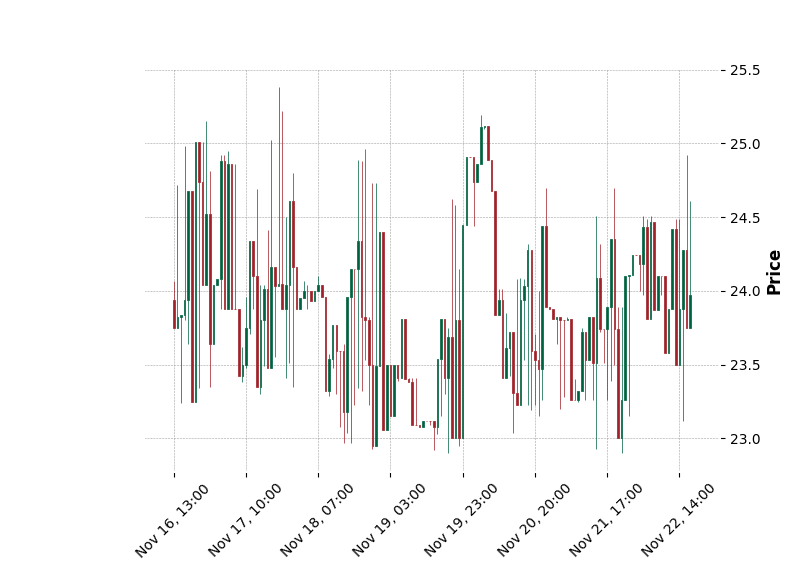 25.5
25.0
24.5
24.0
23.5
23.0
Price
Nov 16, 13:00
Nov 17, 10:00
Nov 18, 07:00
Nov 19, 03:00
Nov 19, 23:00
Nov 20, 20:00
Nov 21, 17:00
Nov 22, 14:00